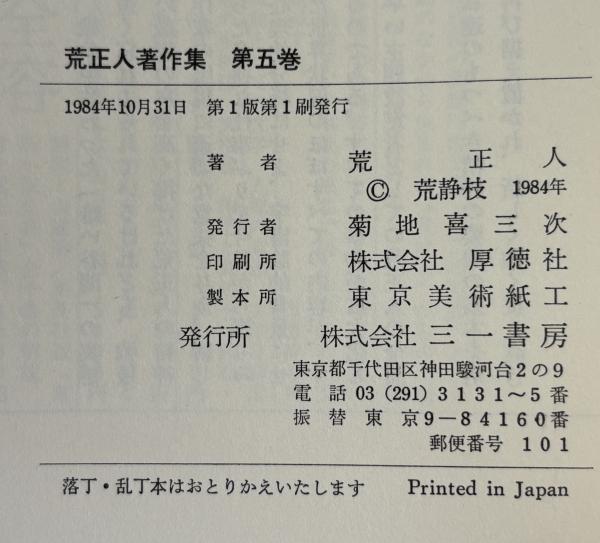 荒正人著作集 第五巻
1984年10月31日 第1版第1刷発行
著者 荒正人
© 荒静枝 1984年
発行者 菊地喜三次
印刷所 株式会社 厚徳社
製本所 東京美術紙工
発行所 株式会社 三一書房
東京都千代田区神田駿河台2の9
電話 03 (291) 3131〜5番
振替 東京9−84160番
郵便番号 101
落丁・乱丁本はおとりかえいたします Printed in Japan